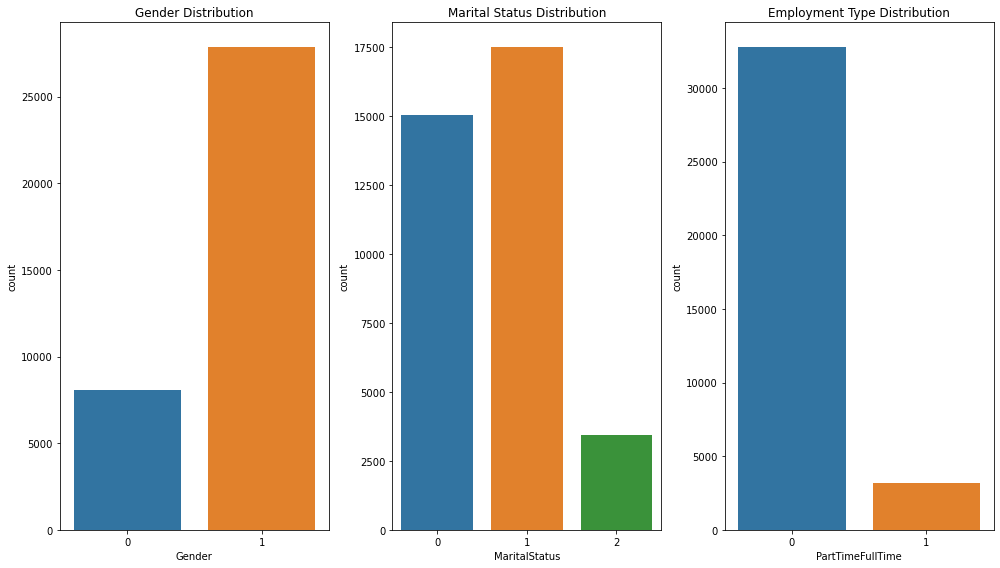 Gender Distribution
25000
20000
15000
10000
5000
0
count
0 1
Gender
Marital Status Distribution
17500
15000
12500
10000
7500
5000
2500
0
count
0 1 2
MaritalStatus
Employment Type Distribution
30000
25000
20000
15000
10000
5000
0
count
0 1
PartTimeFullTime